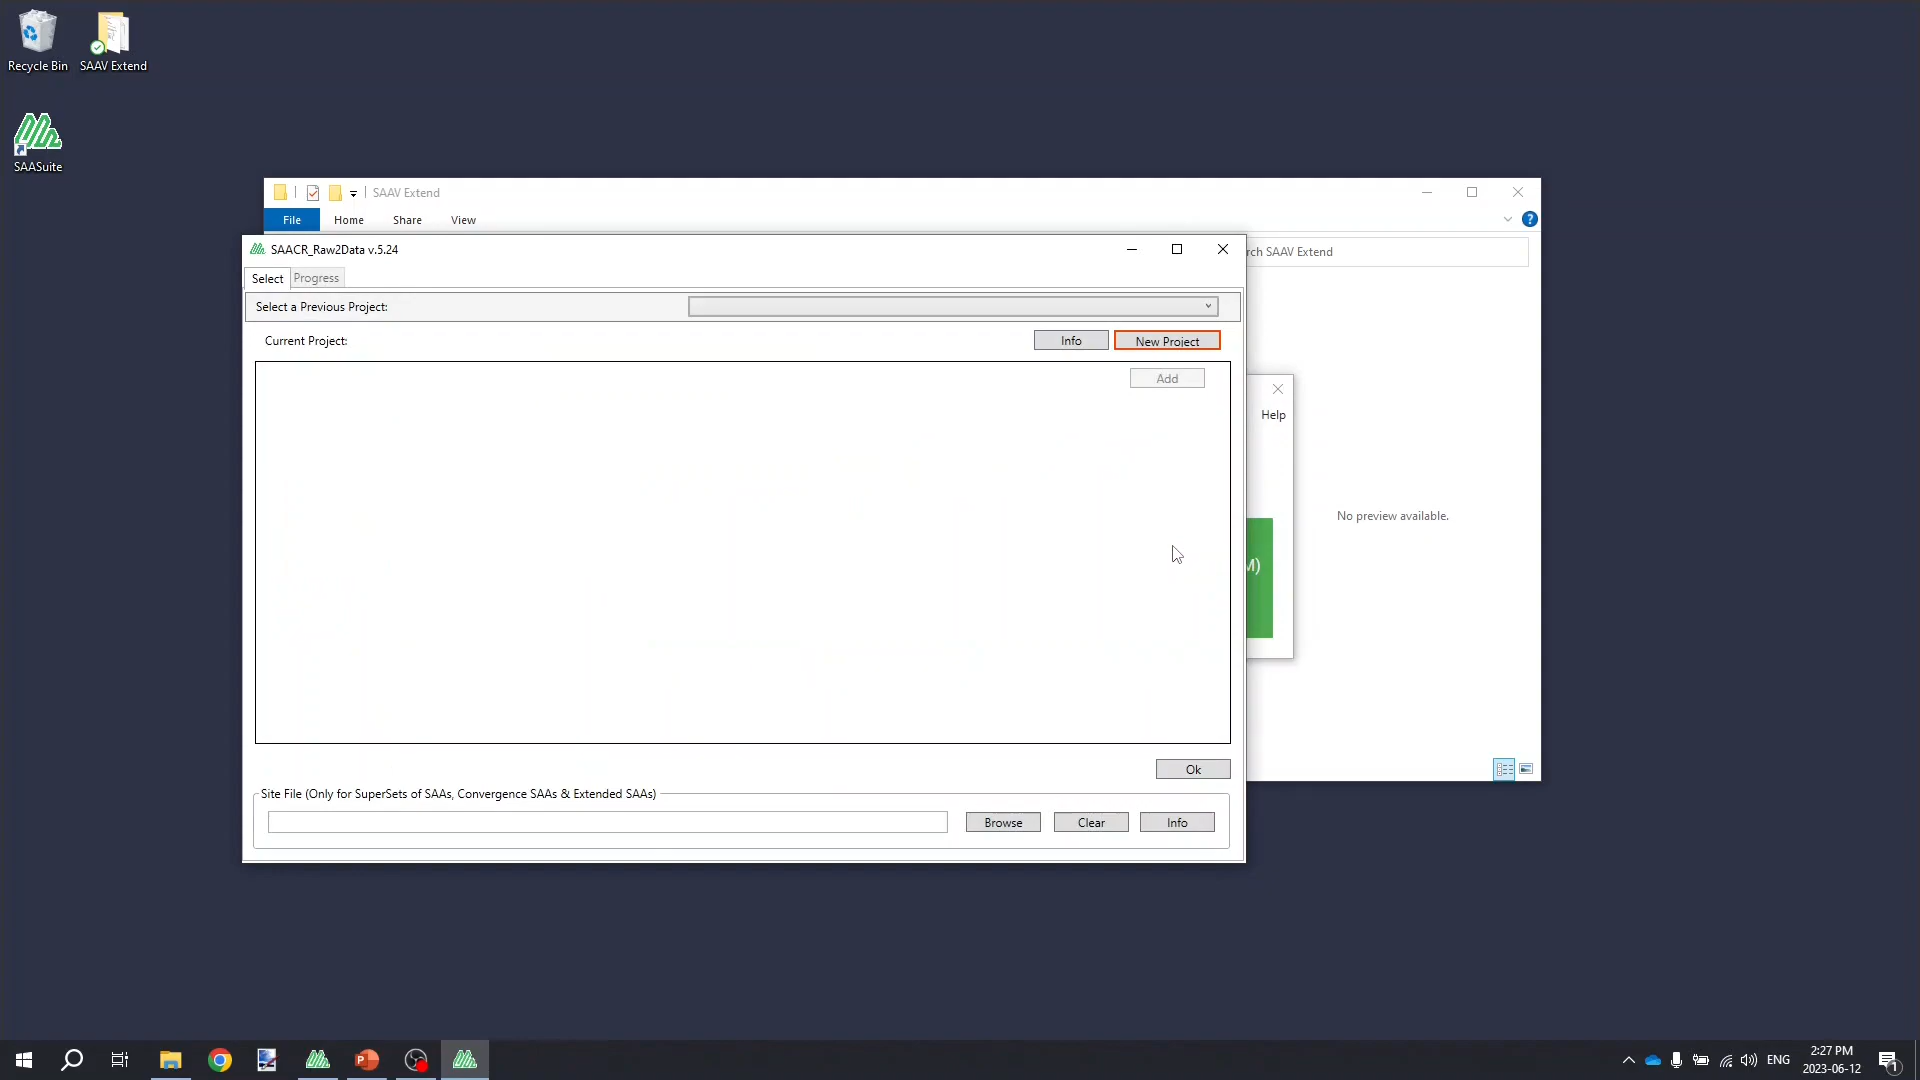 Recycle Bin
SAAV Extend
SAASuite
SAAV Extend
File Home Share View
rch SAAV Extend
SAACR_Raw2Data v.5.24
Select Progress
Select a Previous Project:
Current Project:
Info
New Project
Add
Help
No preview available.
M)
Ok
Site File (Only for SuperSets of SAAs, Convergence SAAs & Extended SAAs)
Browse
Clear
Info
ENG
2:27 PM
2023-06-12
1